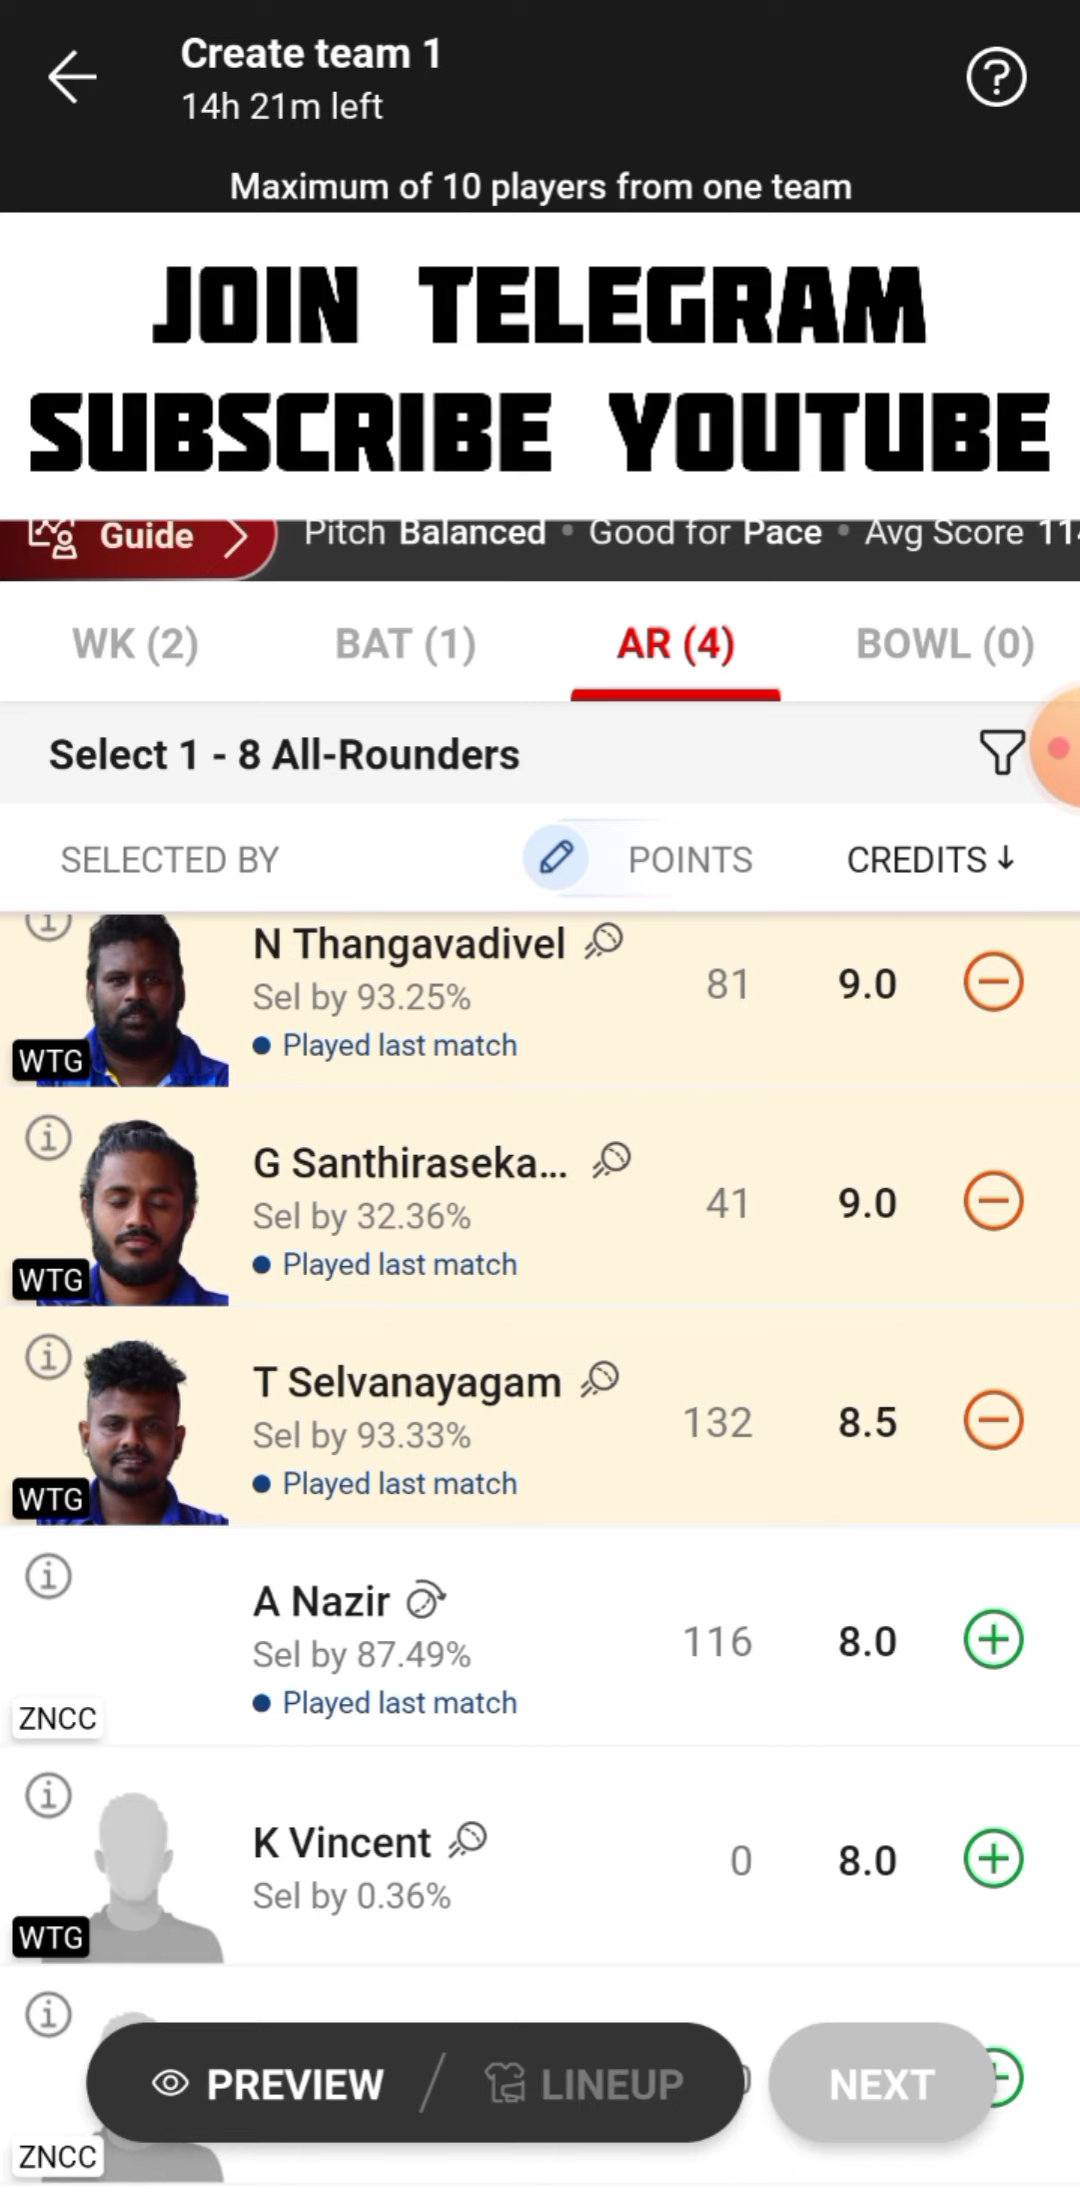 Create team 1
14h 21m left
Maximum of 10 players from one team
JOIN TELEGRAM
SUBSCRIBE YOUTUBE
Guide
Pitch Balanced • Good for Pace • Avg Score
WK (2) BAT (1) AR (4) BOWL (0)
Select 1 - 8 All-Rounders
SELECTED BY POINTS CREDITS ↓
N Thangavadivel
Sel by 93.25% 81 9.0
• Played last match
WTG
G Santhiraseka...
Sel by 32.36% 41 9.0
• Played last match
WTG
T Selvanayagam
Sel by 93.33% 132 8.5
• Played last match
WTG
A Nazir
Sel by 87.49% 116 8.0
• Played last match
ZNCC
K Vincent
Sel by 0.36% 0 8.0
WTG
PREVIEW / LINEUP NEXT
ZNCC